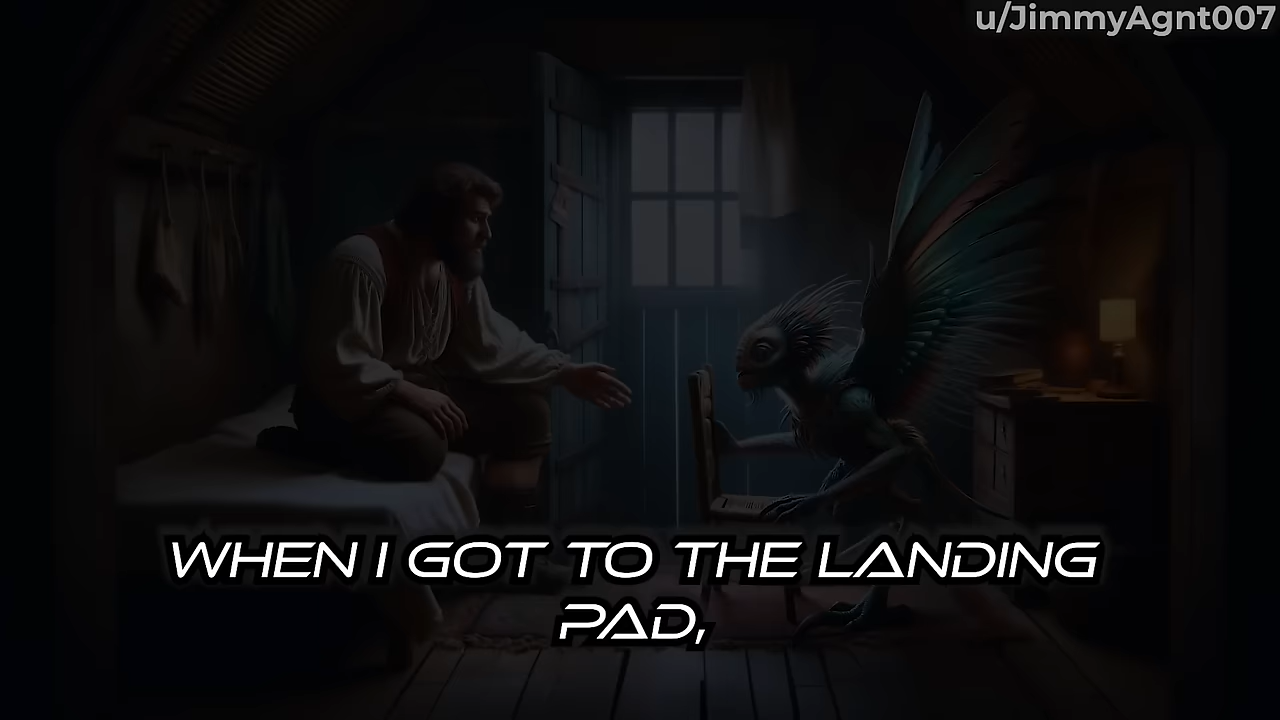 u/JimmyAgnt007
WHEN I GOT TO THE LANDING
PAD,